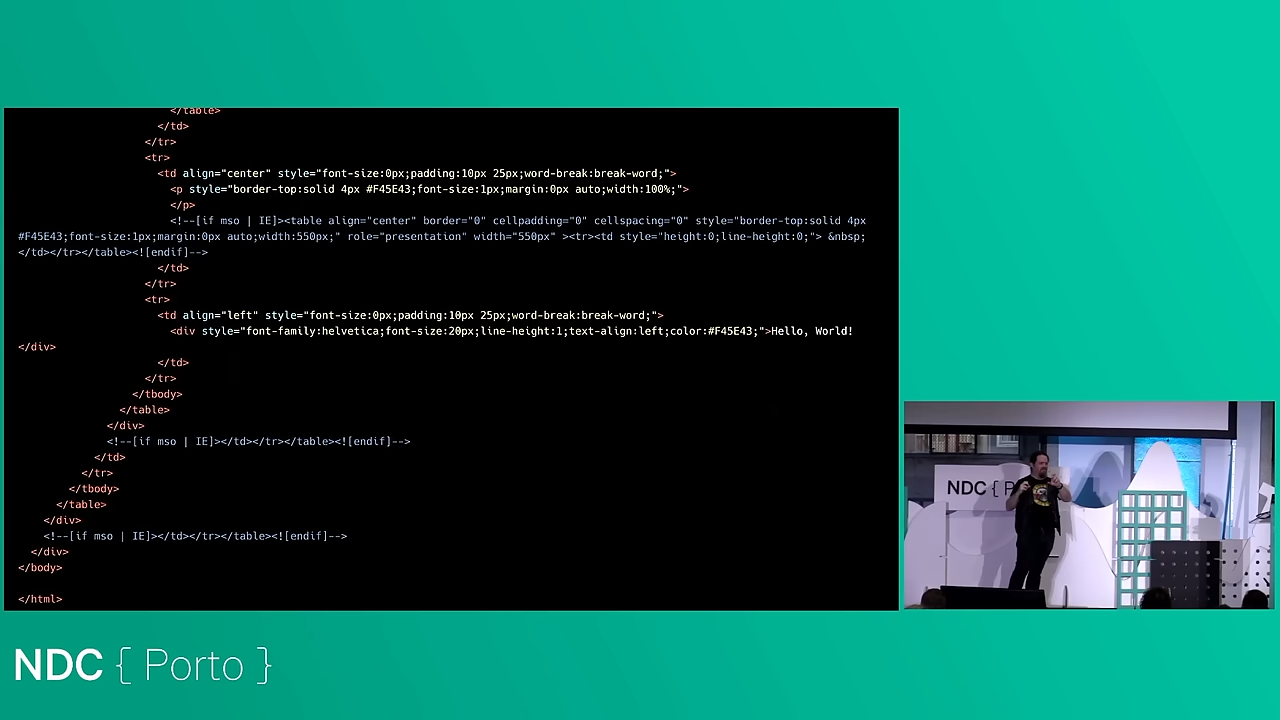 </table>
</td>
</tr>
<tr>
<td align="center" style="font-size:0px;padding:10px 25px;word-break:break-word;">
<p style="border-top:solid 4px #F45E43;font-size:1px;margin:0px auto;width:100%;">
</p>
<!--[if mso | IE]><table align="center" border="0" cellpadding="0" cellspacing="0" style="border-top:solid 4px
#F45E43;font-size:1px;margin:0px auto;width:550px;" role="presentation" width="550px" ><tr><td style="height:0;line-height:0;"> &nbsp;
</td></tr></table><![endif]-->
</td>
</tr>
<tr>
<td align="left" style="font-size:0px;padding:10px 25px;word-break:break-word;">
<div style="font-family:helvetica;font-size:20px;line-height:1;text-align:left;color:#F45E43;">Hello, World!
</div>
</td>
</tr>
</tbody>
</table>
</div>
<!--[if mso | IE]></td></tr></table><![endif]-->
</td>
</tr>
</tbody>
</table>
</div>
<!--[if mso | IE]></td></tr></table><![endif]-->
</div>
</body>
</html>
NDC { P
NDC { Porto }